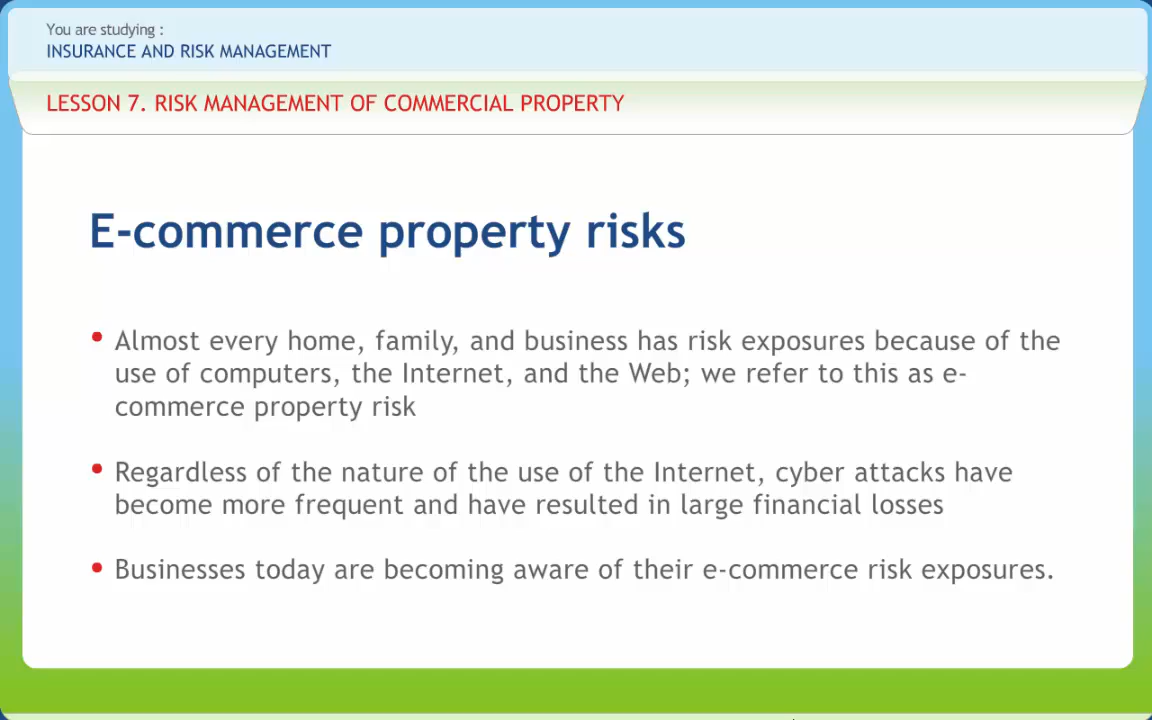 You are studying :
INSURANCE AND RISK MANAGEMENT
LESSON 7. RISK MANAGEMENT OF COMMERCIAL PROPERTY
E-commerce property risks
• Almost every home, family, and business has risk exposures because of the
use of computers, the Internet, and the Web; we refer to this as e-
commerce property risk
• Regardless of the nature of the use of the Internet, cyber attacks have
become more frequent and have resulted in large financial losses
• Businesses today are becoming aware of their e-commerce risk exposures.